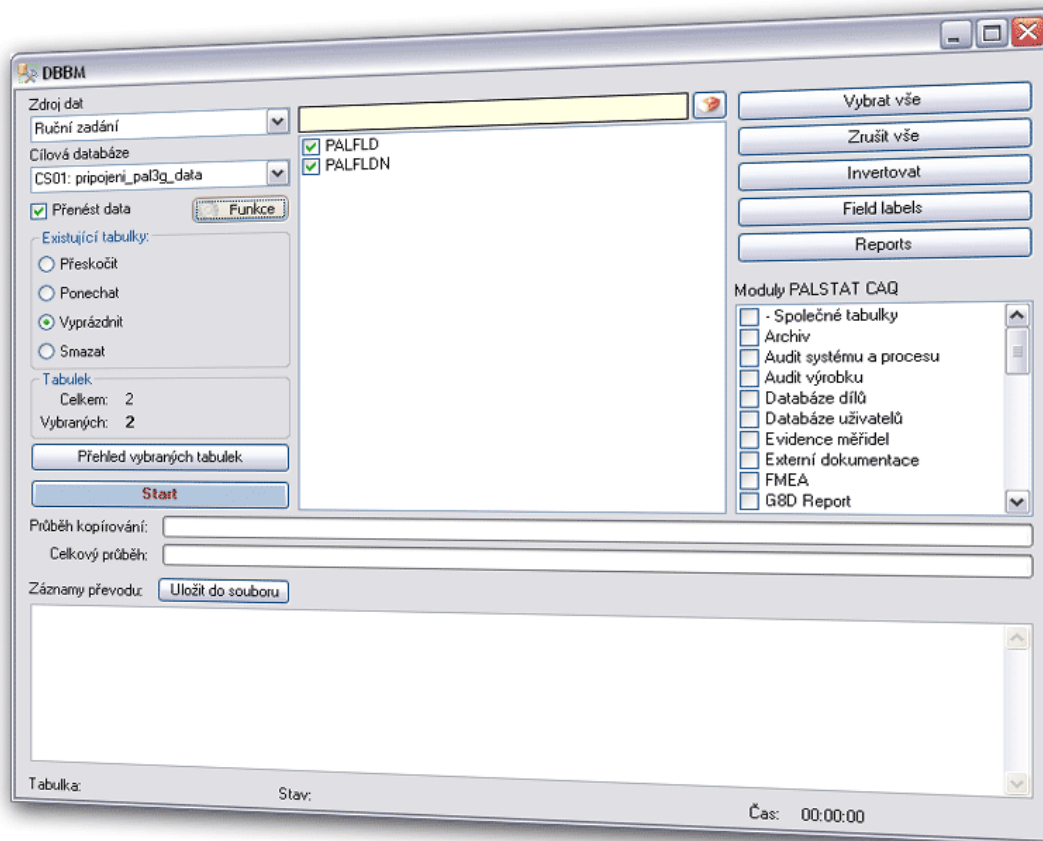 DBBM
Zdroj dat
Ruční zadání
Cílová databáze
CS01: pripojeni_pal3g_data
Přenést data
Funkce
Existující tabulky:
Přeskočit
Ponechat
Vyprázdnit
Smazat
Tabulek
Celkem: 2
Vybraných: 2
Přehled vybraných tabulek
Start
PALFLD
PALFLDN
Vybrat vše
Zrušit vše
Invertovat
Field labels
Reports
Moduly PALSTAT CAQ
- Společné tabulky
Archiv
Audit systému a procesu
Audit výrobku
Databáze dílů
Databáze uživatelů
Evidence měřidel
Externí dokumentace
FMEA
G8D Report
Průběh kopírování:
Celkový průběh:
Záznamy převodu:
Uložit do souboru
Tabulka:
Stav:
Čas: 00:00:00